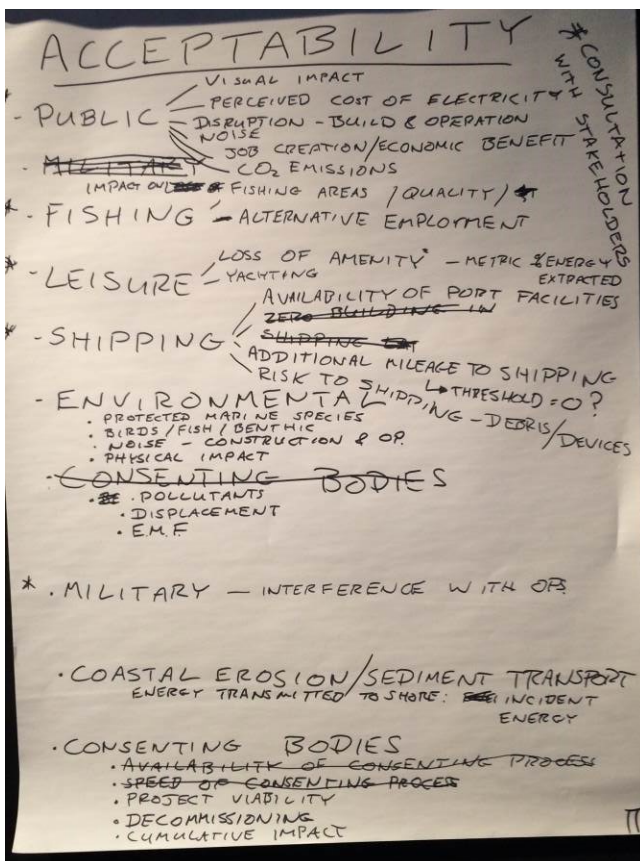 ACCEPTABILITY
* CONSULTATION
WITH STAKEHOLDERS
* - PUBLIC
VISUAL IMPACT
PERCEIVED COST OF ELECTRICITY
DISRUPTION - BUILD & OPERATION
NOISE
JOB CREATION/ECONOMIC BENEFIT
CO₂ EMISSIONS
- MILITARY
IMPACT ON FISHING AREAS / QUALITY /
* - FISHING - ALTERNATIVE EMPLOYMENT
* - LEISURE
LOSS OF AMENITY - METRIC % ENERGY EXTRACTED
YACHTING
* - SHIPPING
AVAILABILITY OF PORT FACILITIES
ZERO BUILDING IN
SHIPPING
ADDITIONAL MILEAGE TO SHIPPING
↳ THRESHOLD = 0?
RISK TO SHIPPING - DEBRIS/DEVICES
- ENVIRONMENTAL
· PROTECTED MARINE SPECIES
· BIRDS / FISH / BENTHIC
· NOISE - CONSTRUCTION & OP.
· PHYSICAL IMPACT
· CONSENTING BODIES
· POLLUTANTS
· DISPLACEMENT
· E.M.F
* · MILITARY - INTERFERENCE WITH OPS.
· COASTAL EROSION/SEDIMENT TRANSPORT
ENERGY TRANSMITTED TO SHORE: INCIDENT
ENERGY
· CONSENTING BODIES
· AVAILABILITY OF CONSENTING PROCESS
· SPEED OF CONSENTING PROCESS
· PROJECT VIABILITY
· DECOMMISSIONING
· CUMULATIVE IMPACT